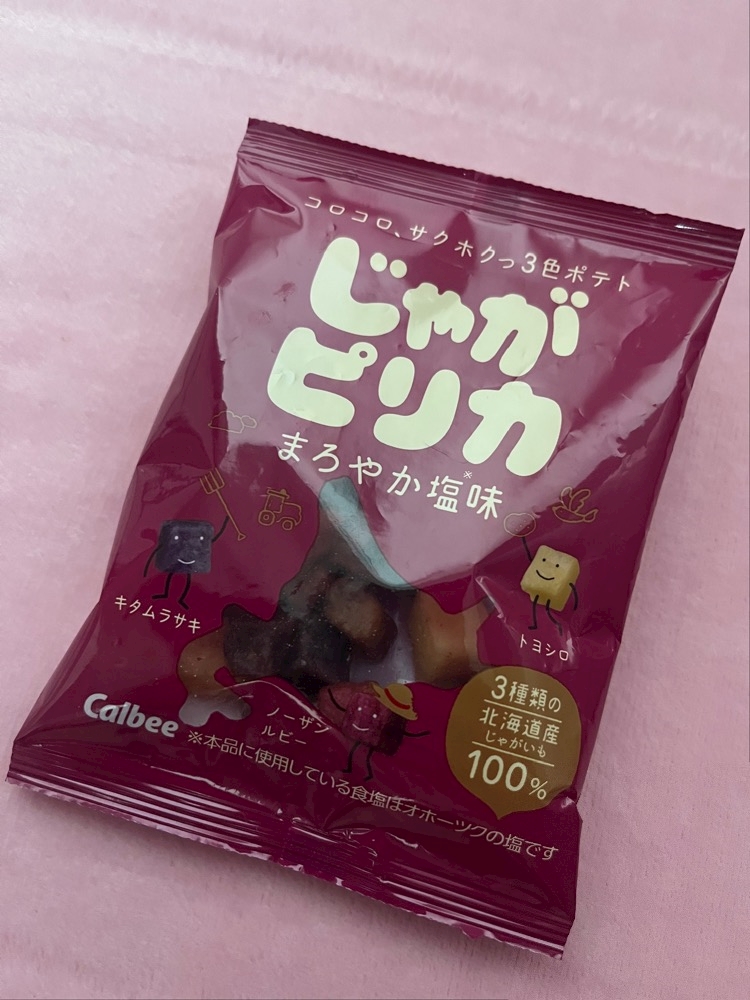 コロコロ、サクホクっ3色ポテト
じゃが
ピリカ
まろやか塩※味
キタムラサキ
トヨシロ
ノーザン
ルビー
3種類の
北海道産
じゃがいも
100%
Calbee
※本品に使用している食塩はオホーツクの塩です